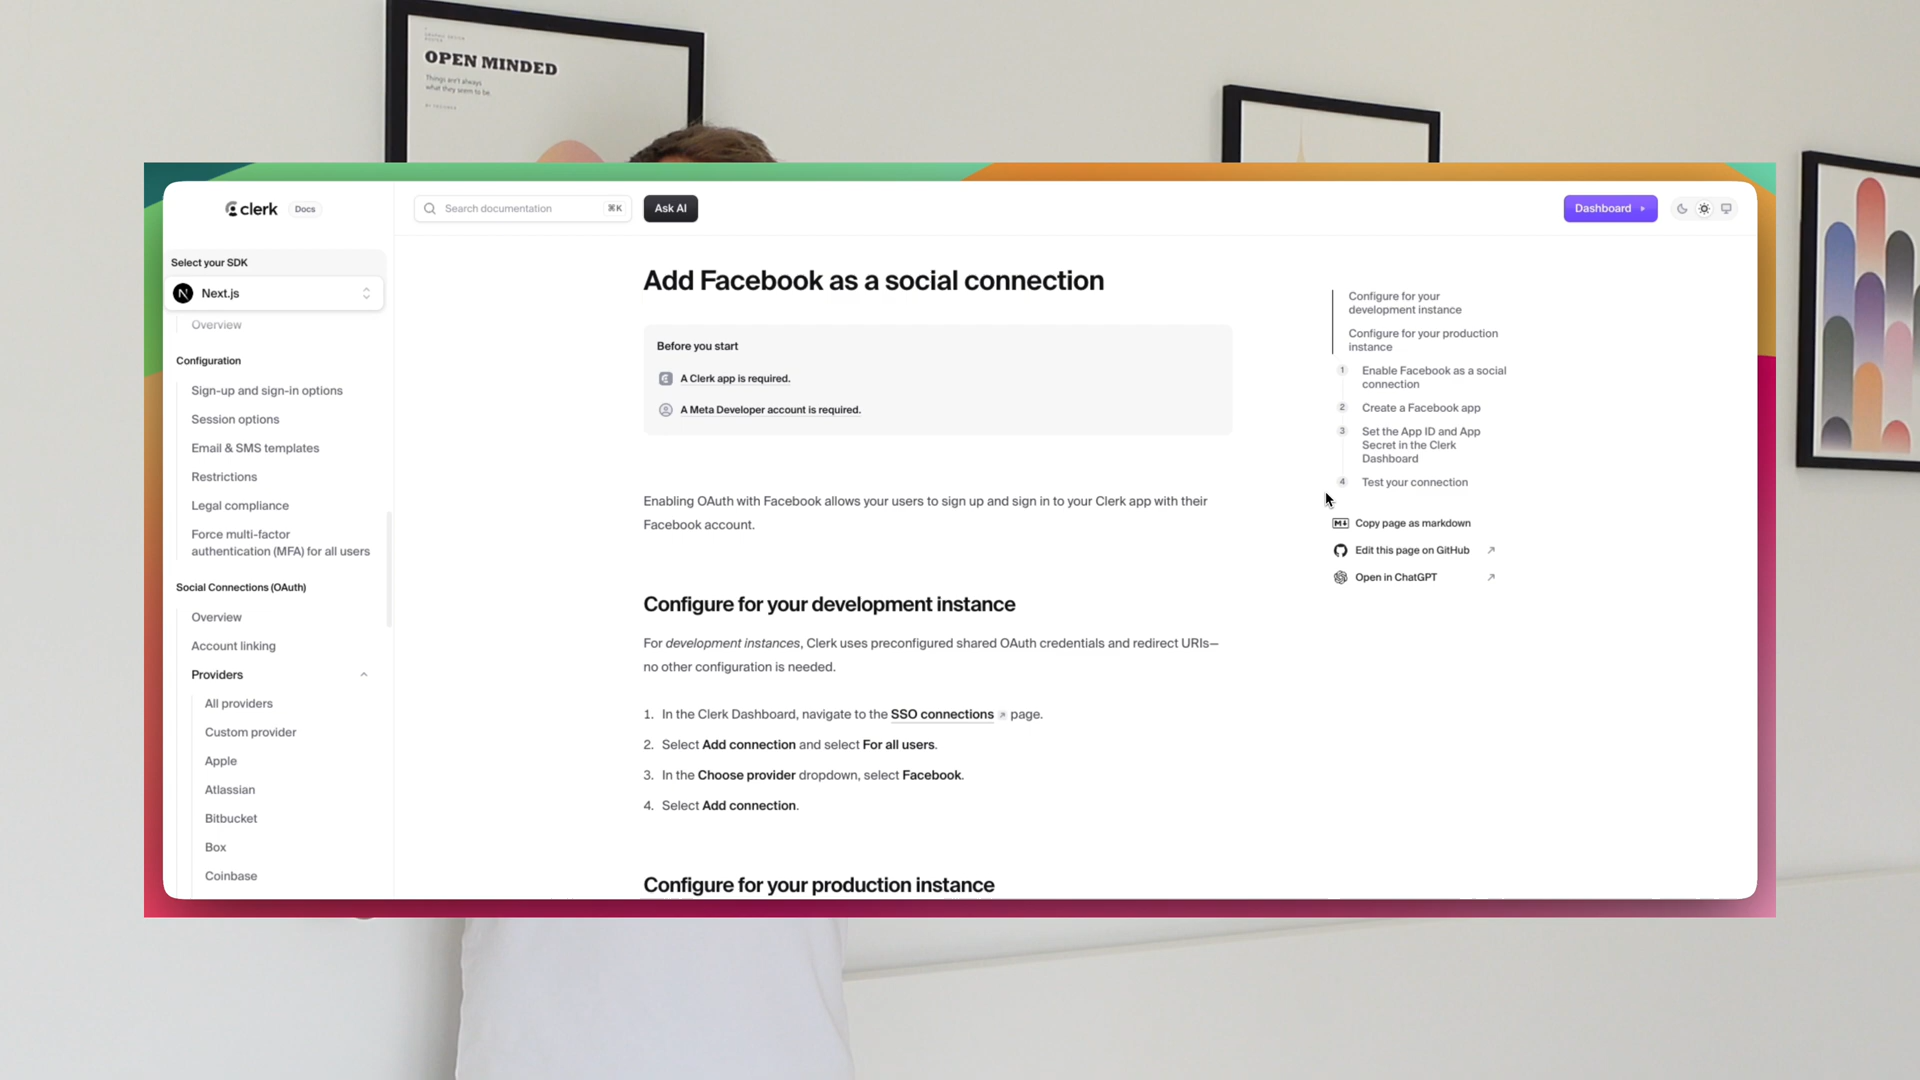 OPEN MINDED
Things aren't always
what they seem to be.
clerk
Docs
Search documentation
⌘K
Ask AI
Dashboard
Select your SDK
Next.js
Overview
Configuration
Sign-up and sign-in options
Session options
Email & SMS templates
Restrictions
Legal compliance
Force multi-factor
authentication (MFA) for all users
Social Connections (OAuth)
Overview
Account linking
Providers
All providers
Custom provider
Apple
Atlassian
Bitbucket
Box
Coinbase
Add Facebook as a social connection
Before you start
A Clerk app is required.
A Meta Developer account is required.
Enabling OAuth with Facebook allows your users to sign up and sign in to your Clerk app with their
Facebook account.
Configure for your development instance
For development instances, Clerk uses preconfigured shared OAuth credentials and redirect URIs—
no other configuration is needed.
1. In the Clerk Dashboard, navigate to the SSO connections page.
2. Select Add connection and select For all users.
3. In the Choose provider dropdown, select Facebook.
4. Select Add connection.
Configure for your production instance
Configure for your
development instance
Configure for your production
instance
1 Enable Facebook as a social
connection
2 Create a Facebook app
3 Set the App ID and App
Secret in the Clerk
Dashboard
4 Test your connection
Copy page as markdown
Edit this page on GitHub
Open in ChatGPT